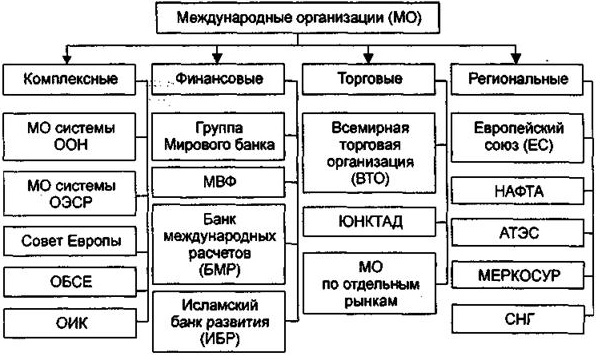 Международные организации (МО)
Комплексные
Финансовые
Торговые
Региональные
МО системы
ООН
МО системы
ОЭСР
Совет Европы
ОБСЕ
ОИК
Группа
Мирового банка
МВФ
Банк
международных
расчетов
(БМР)
Исламский
банк развития
(ИБР)
Всемирная
торговая
организация
(ВТО)
ЮНКТАД
МО
по отдельным
рынкам
Европейский
союз (ЕС)
НАФТА
АТЭС
МЕРКОСУР
СНГ